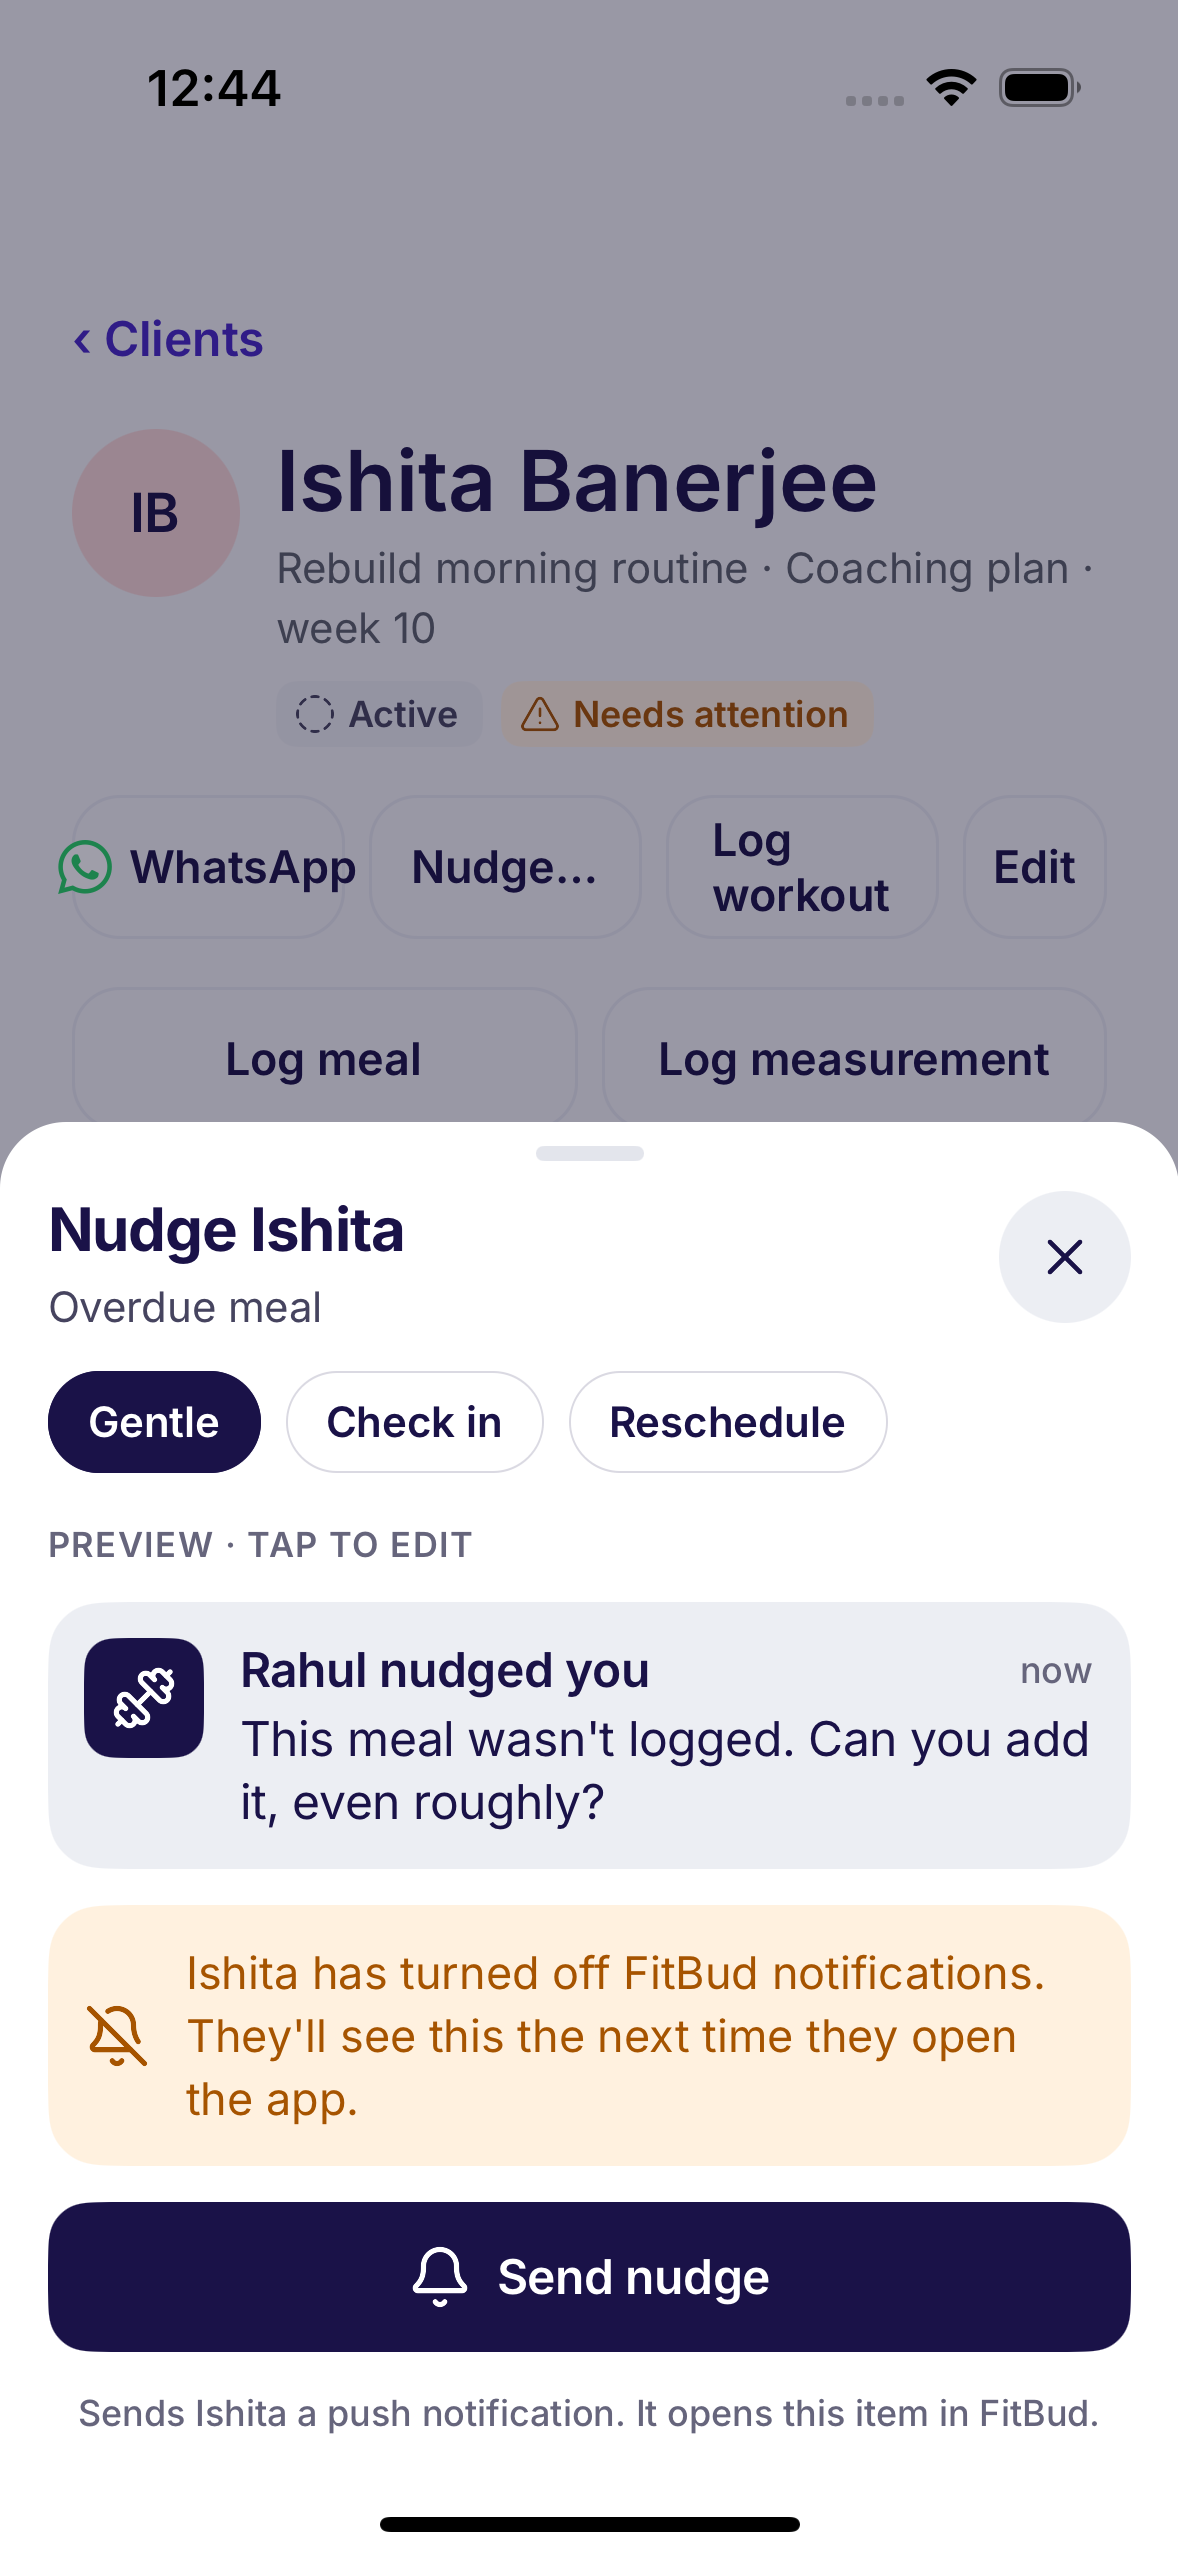 12:44
‹ Clients
IB
Ishita Banerjee
Rebuild morning routine · Coaching plan ·
week 10
Active
Needs attention
WhatsApp
Nudge...
Log
workout
Edit
Log meal
Log measurement
Nudge Ishita
Overdue meal
Gentle
Check in
Reschedule
PREVIEW · TAP TO EDIT
Rahul nudged you
now
This meal wasn't logged. Can you add
it, even roughly?
Ishita has turned off FitBud notifications.
They'll see this the next time they open
the app.
Send nudge
Sends Ishita a push notification. It opens this item in FitBud.